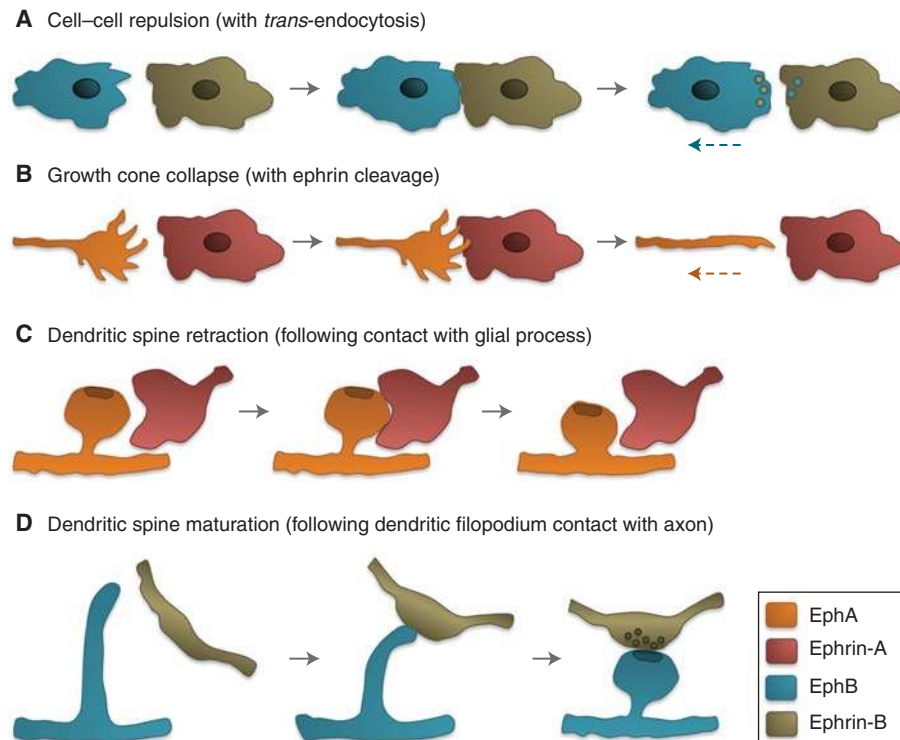 A Cell–cell repulsion (with trans-endocytosis)
B Growth cone collapse (with ephrin cleavage)
C Dendritic spine retraction (following contact with glial process)
D Dendritic spine maturation (following dendritic filopodium contact with axon)
EphA
Ephrin-A
EphB
Ephrin-B